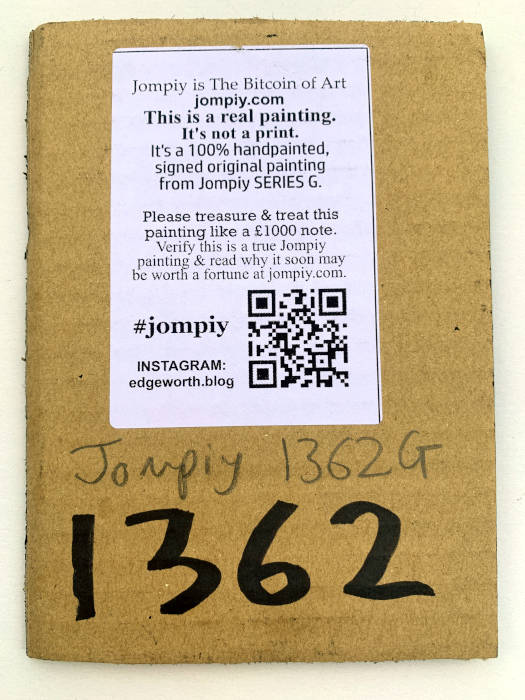 Jompiy is The Bitcoin of Art
jompiy.com
This is a real painting.
It's not a print.
It's a 100% handpainted,
signed original painting
from Jompiy SERIES G.
Please treasure & treat this
painting like a £1000 note.
Verify this is a true Jompiy
painting & read why it soon may
be worth a fortune at jompiy.com.
#jompiy
INSTAGRAM:
edgeworth.blog
Jompiy 1362G
1362